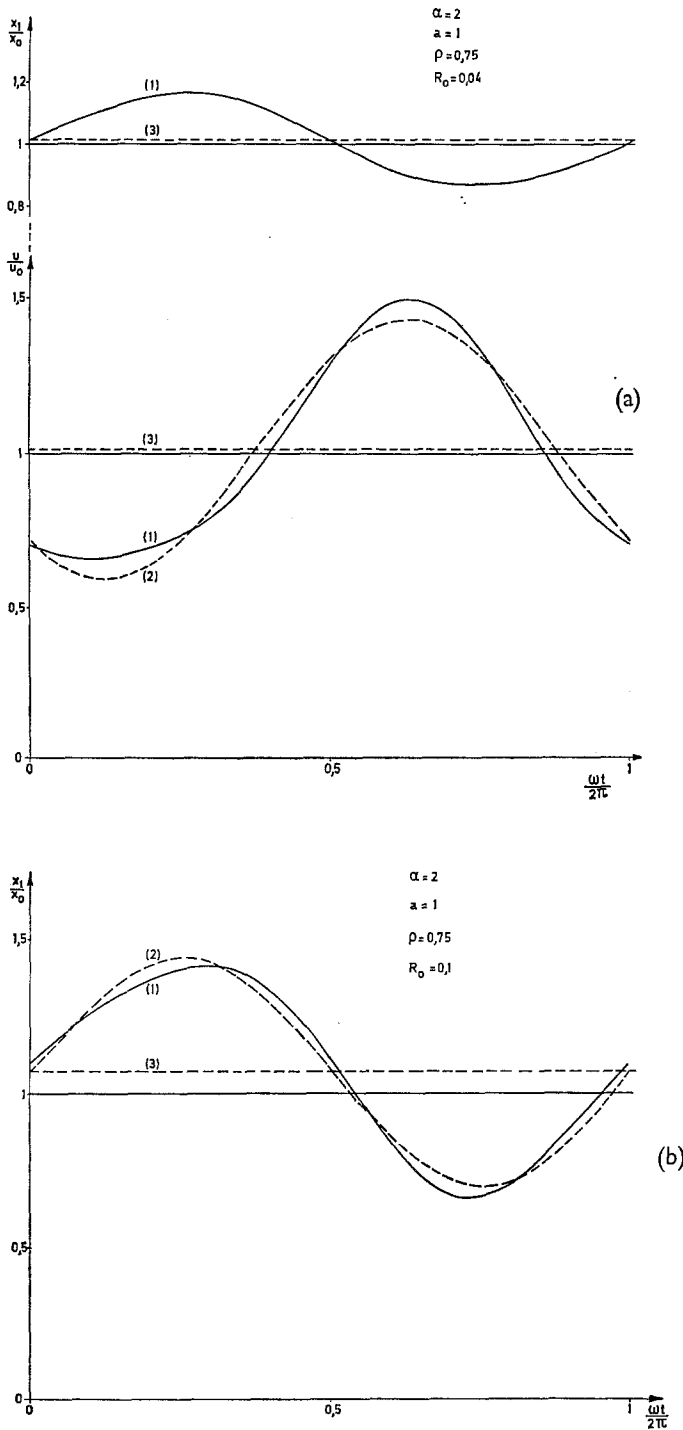 x₁/x₀
α = 2
a = 1
ρ = 0,75
R₀ = 0,04
1,2
(1)
(3)
1
0,8
u/u₀
1,5
(a)
(3)
1
(1)
(2)
0,5
0
0
0,5
1
ωt/2π
x₁/x₀
α = 2
a = 1
ρ = 0,75
R₀ = 0,1
1,5
(2)
(1)
(3)
1
(b)
0,5
0
0
0,5
1
ωt/2π